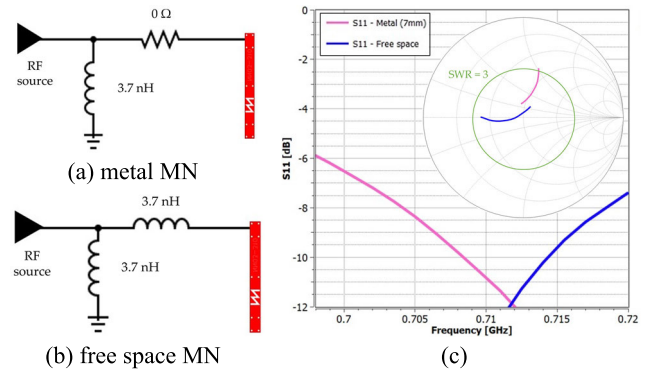 0 Ω
RF
source
3.7 nH
(a) metal MN
3.7 nH
RF
source
3.7 nH
(b) free space MN
S11 - Metal (7mm)
S11 - Free space
SWR = 3
0
-2
-4
-6
-8
-10
-12
S11 [dB]
0.7
0.705
0.71
0.715
0.72
Frequency [GHz]
(c)